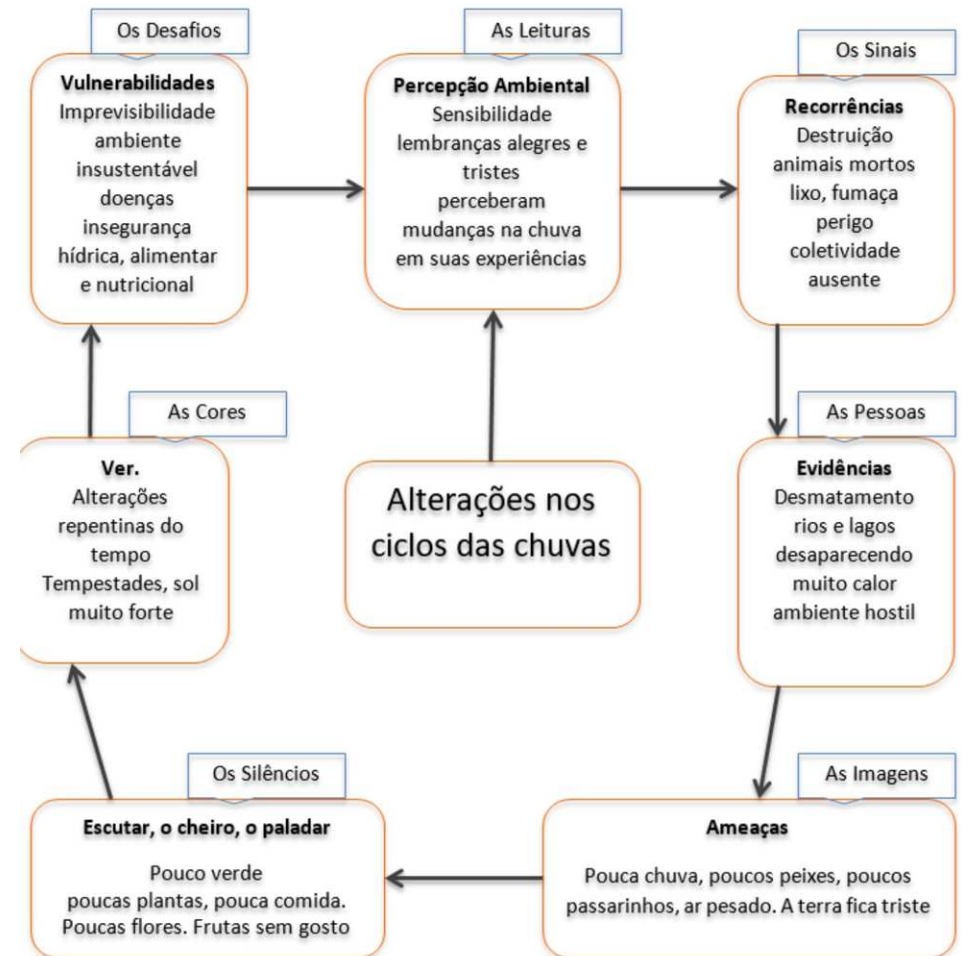 Os Desafios
Vulnerabilidades
Imprevisibilidade
ambiente
insustentável
doenças
insegurança
hídrica, alimentar
e nutricional
As Leituras
Percepção Ambiental
Sensibilidade
lembranças alegres e
tristes
perceberam
mudanças na chuva
em suas experiências
Os Sinais
Recorrências
Destruição
animais mortos
lixo, fumaça
perigo
coletividade
ausente
As Cores
Ver.
Alterações
repentinas do
tempo
Tempestades, sol
muito forte
Alterações nos
ciclos das chuvas
As Pessoas
Evidências
Desmatamento
rios e lagos
desaparecendo
muito calor
ambiente hostil
Os Silêncios
Escutar, o cheiro, o paladar
Pouco verde
poucas plantas, pouca comida.
Poucas flores. Frutas sem gosto
As Imagens
Ameaças
Pouca chuva, poucos peixes, poucos
passarinhos, ar pesado. A terra fica triste